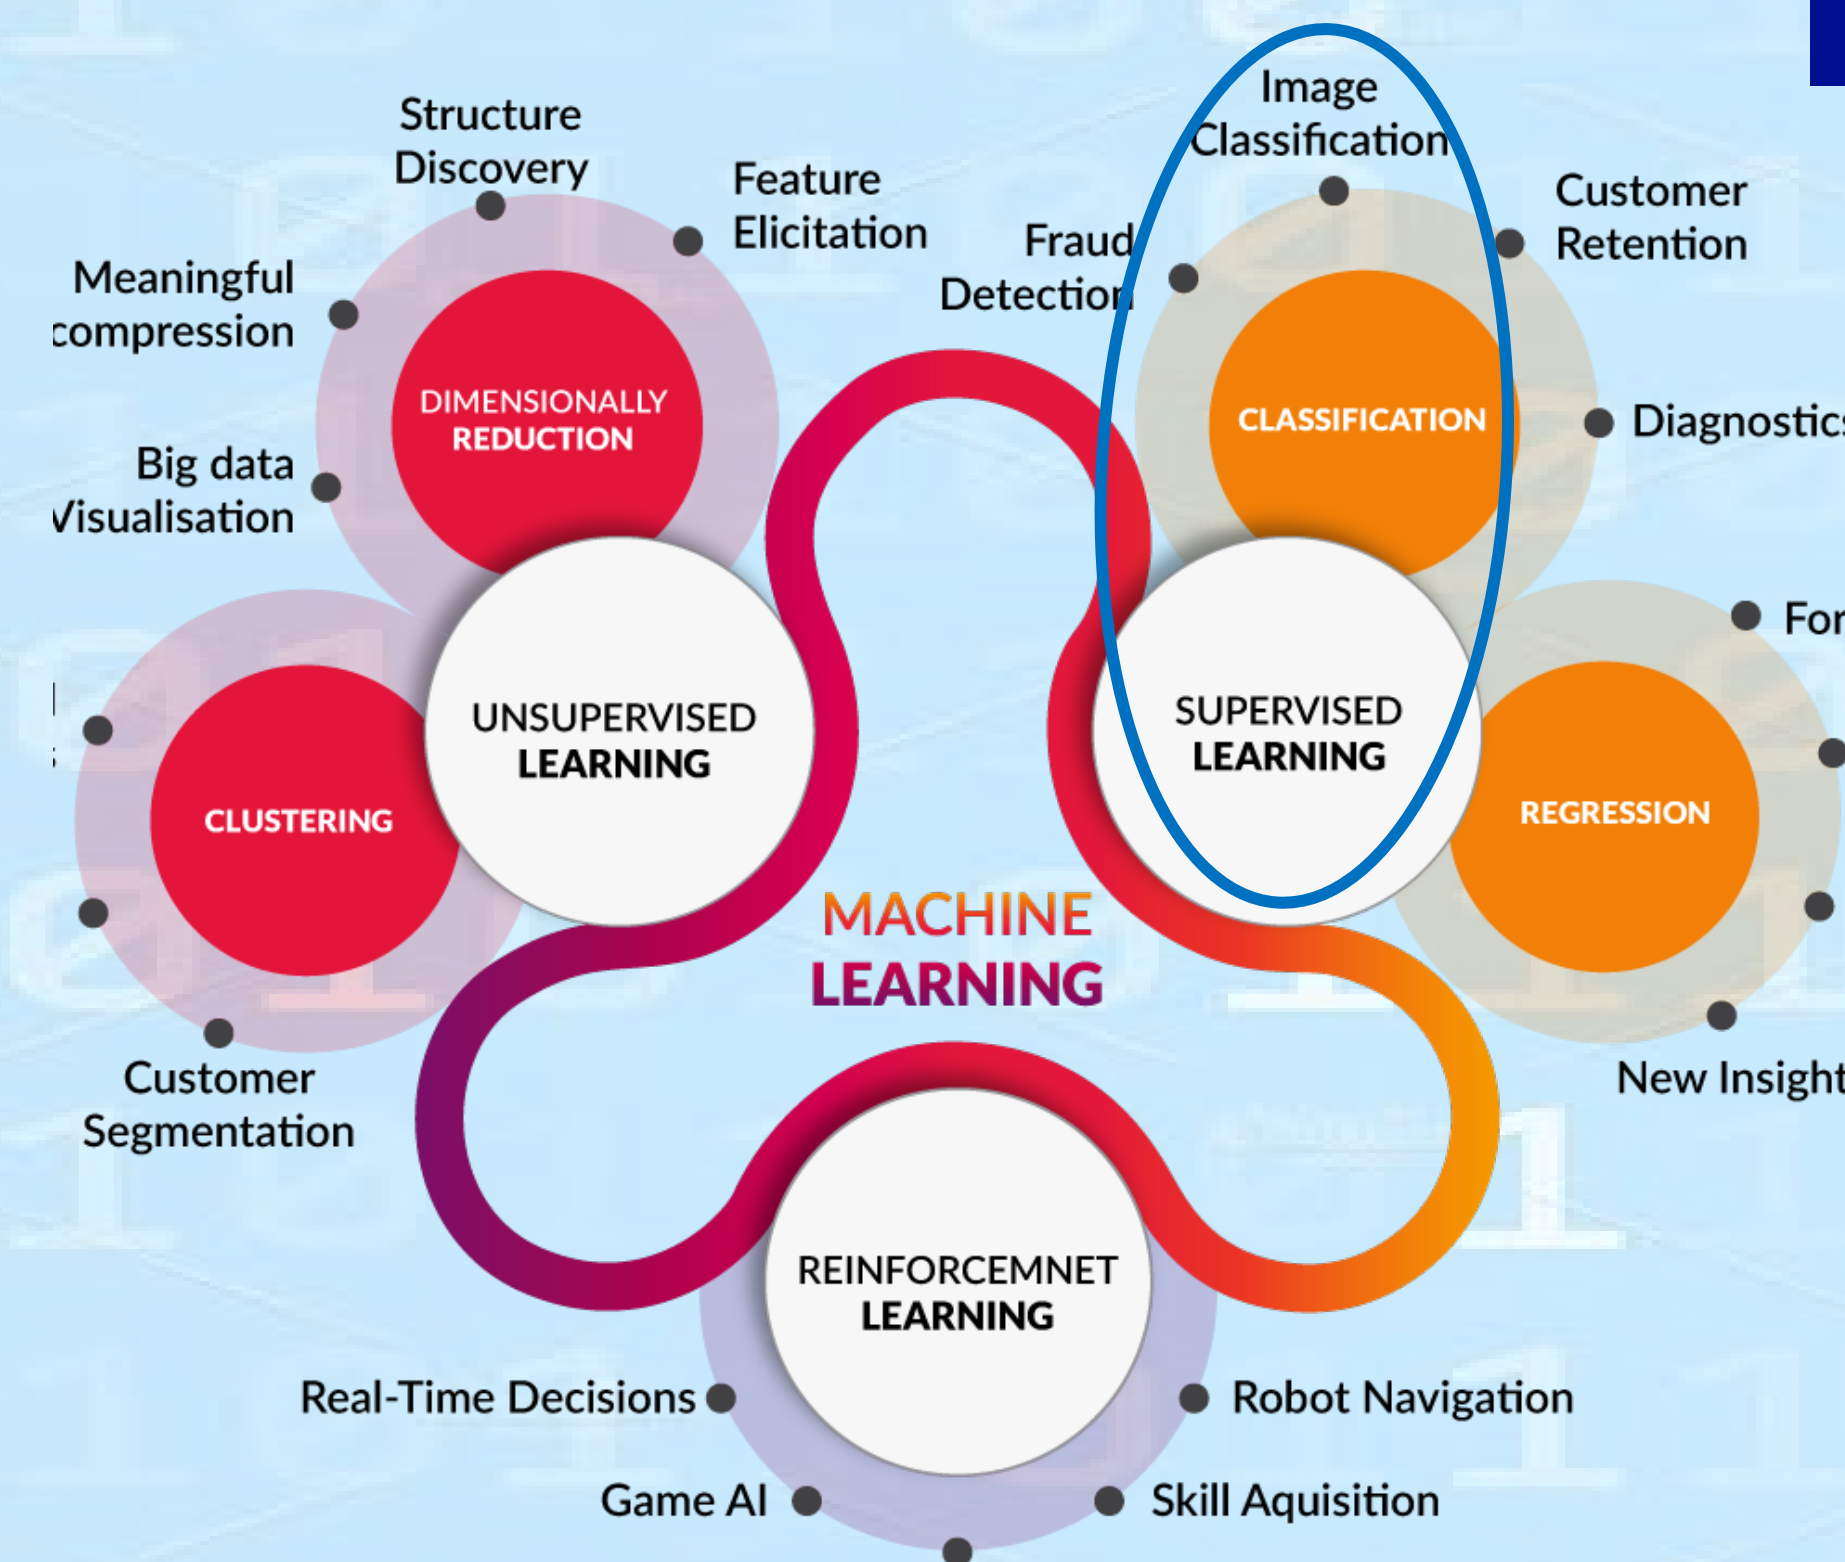 Structure
Discovery
Feature
Elicitation
Meaningful
compression
DIMENSIONALLY
REDUCTION
Big data
Visualisation
UNSUPERVISED
LEARNING
CLUSTERING
Customer
Segmentation
Image
Classification
Customer
Retention
Fraud
Detection
CLASSIFICATION
Diagnostics
SUPERVISED
LEARNING
REGRESSION
New Insight
MACHINE
LEARNING
REINFORCEMNET
LEARNING
Real-Time Decisions
Robot Navigation
Game AI
Skill Aquisition